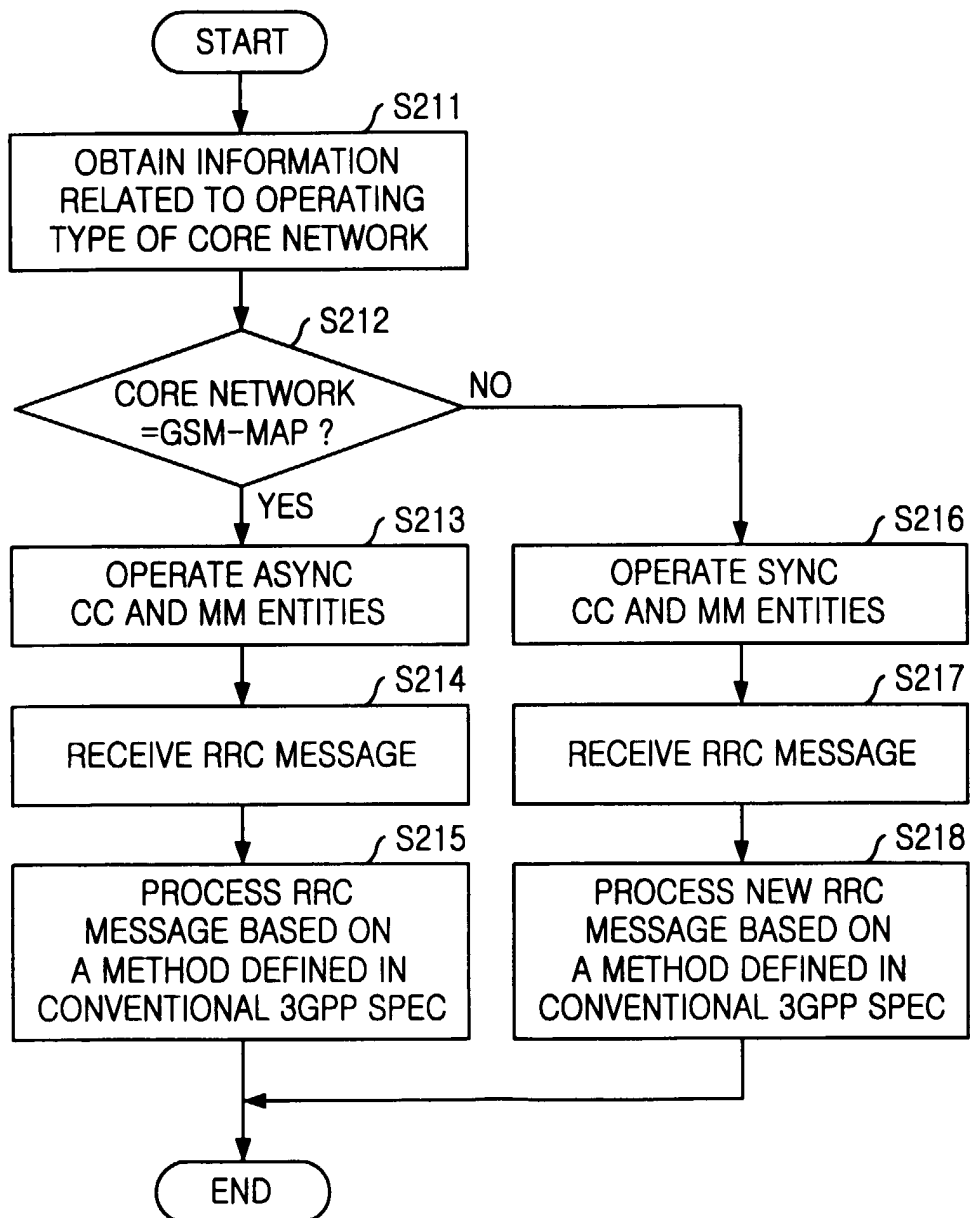 START
S211
OBTAIN INFORMATION
RELATED TO OPERATING
TYPE OF CORE NETWORK
S212
CORE NETWORK
=GSM-MAP ?
NO
YES
S213
OPERATE ASYNC
CC AND MM ENTITIES
S214
RECEIVE RRC MESSAGE
S215
PROCESS RRC
MESSAGE BASED ON
A METHOD DEFINED IN
CONVENTIONAL 3GPP SPEC
S216
OPERATE SYNC
CC AND MM ENTITIES
S217
RECEIVE RRC MESSAGE
S218
PROCESS NEW RRC
MESSAGE BASED ON
A METHOD DEFINED IN
CONVENTIONAL 3GPP SPEC
END